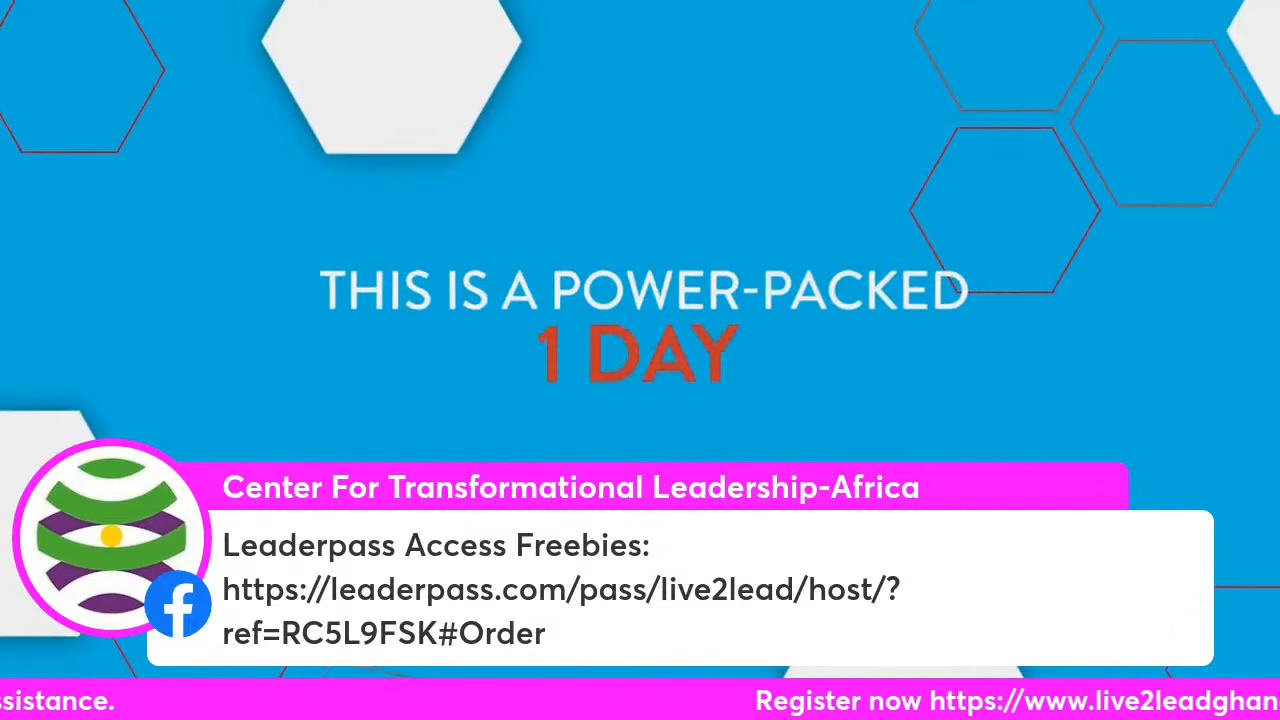 THIS IS A POWER-PACKED
1 DAY
Center For Transformational Leadership-Africa
Leaderpass Access Freebies:
https://leaderpass.com/pass/live2lead/host/?
ref=RC5L9FSK#Order
ssistance. Register now https://www.live2leadghan